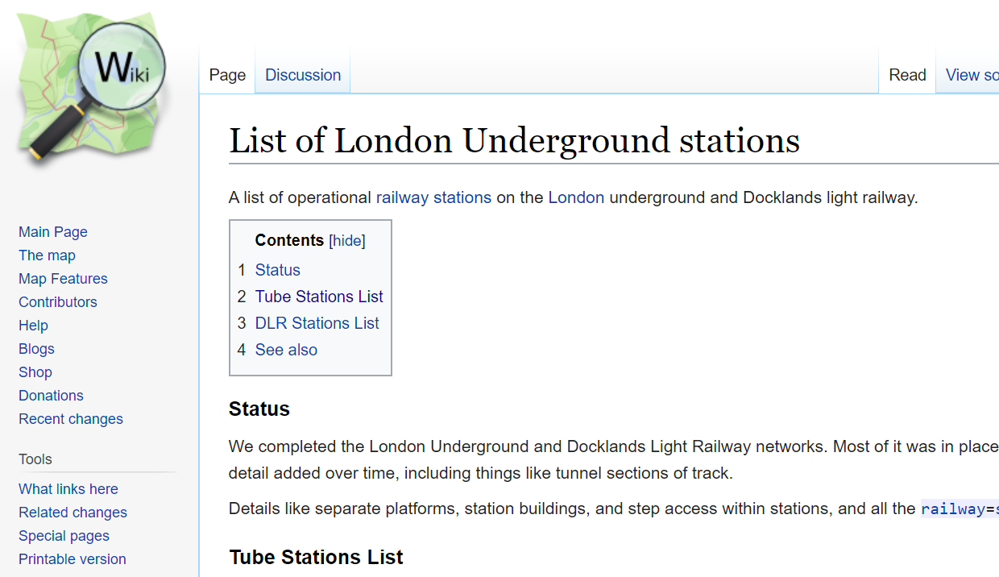 Wiki
Page
Discussion
Read
View so
List of London Underground stations
A list of operational railway stations on the London underground and Docklands light railway.
Contents [hide]
1 Status
2 Tube Stations List
3 DLR Stations List
4 See also
Status
We completed the London Underground and Docklands Light Railway networks. Most of it was in place
detail added over time, including things like tunnel sections of track.
Details like separate platforms, station buildings, and step access within stations, and all the railway=s
Tube Stations List
Main Page
The map
Map Features
Contributors
Help
Blogs
Shop
Donations
Recent changes
Tools
What links here
Related changes
Special pages
Printable version